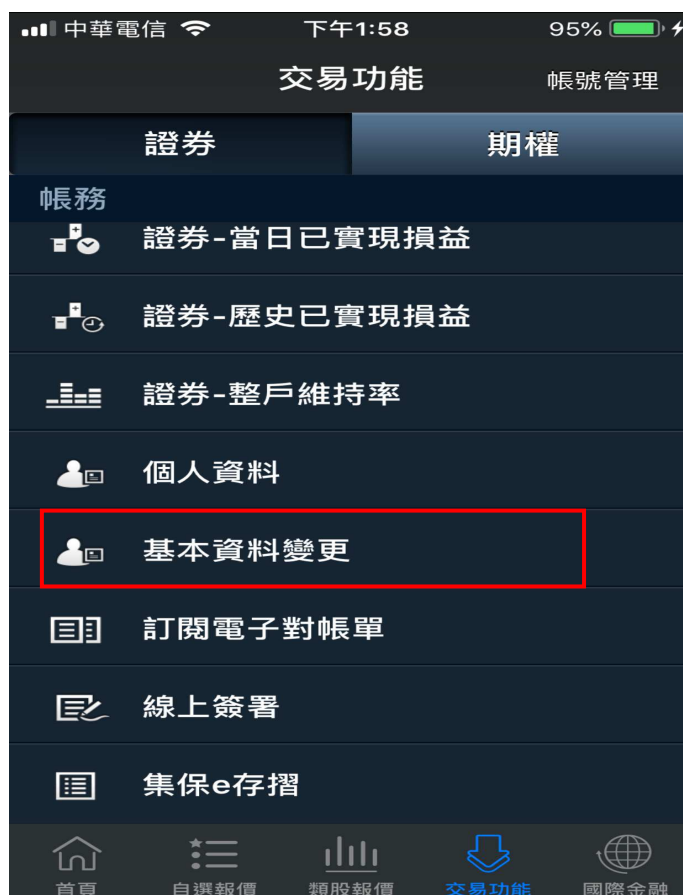 中華電信 下午1:58 95%
交易功能 帳號管理
證券 期權
帳務
證券-當日已實現損益
證券-歷史已實現損益
證券-整戶維持率
個人資料
基本資料變更
訂閱電子對帳單
線上簽署
集保e存摺
首頁 自選報價 類股報價 交易功能 國際金融